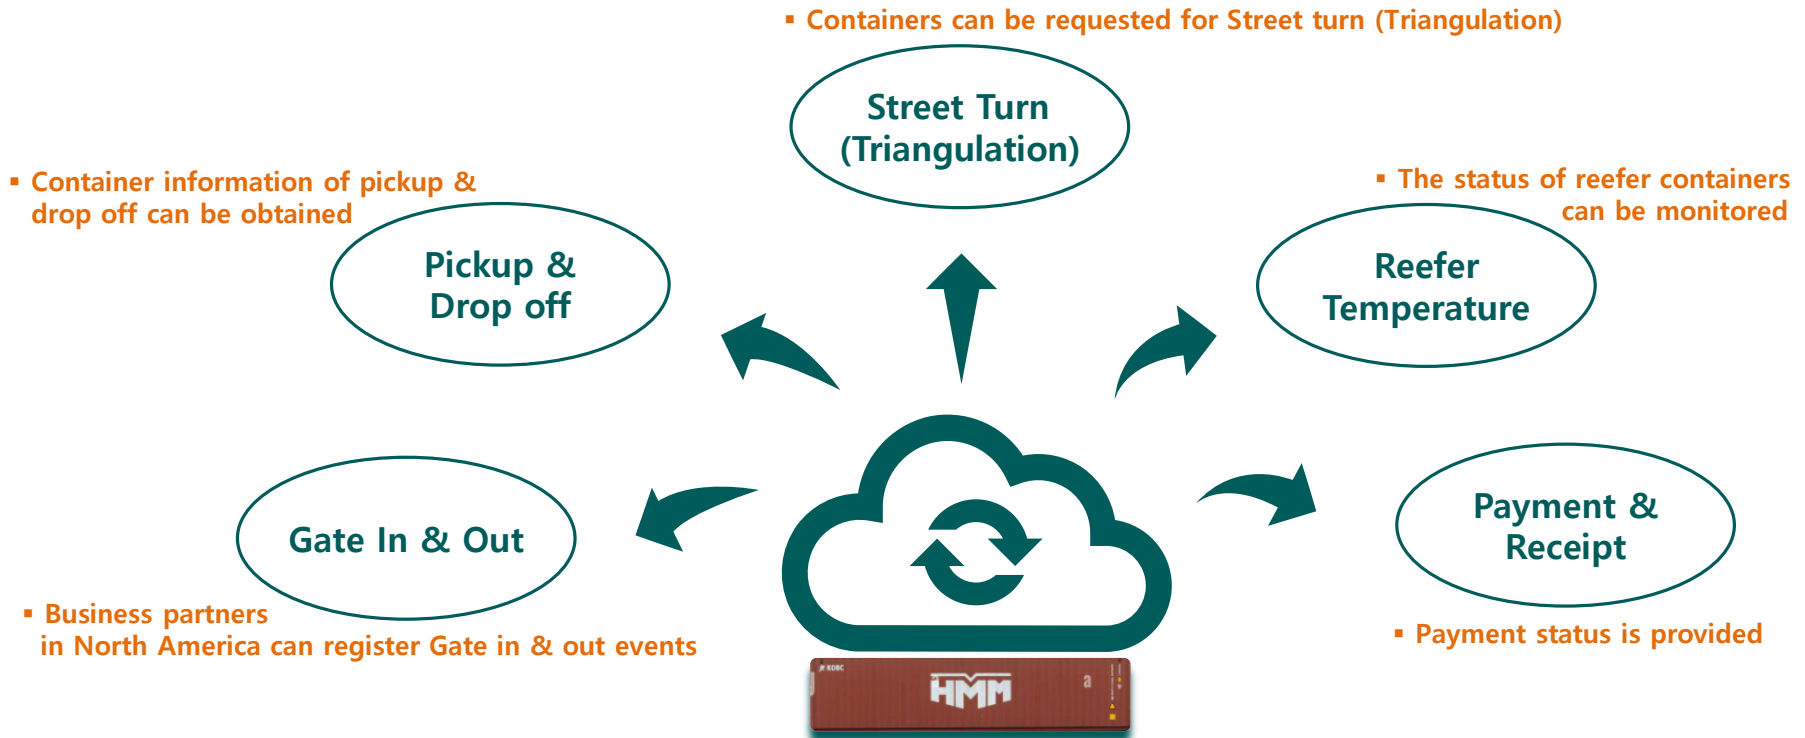 ▪ Containers can be requested for Street turn (Triangulation)
Street Turn
(Triangulation)
▪ Container information of pickup &
drop off can be obtained
Pickup &
Drop off
▪ The status of reefer containers
can be monitored
Reefer
Temperature
Gate In & Out
▪ Business partners
in North America can register Gate in & out events
Payment &
Receipt
▪ Payment status is provided
KOBC
HMM
a